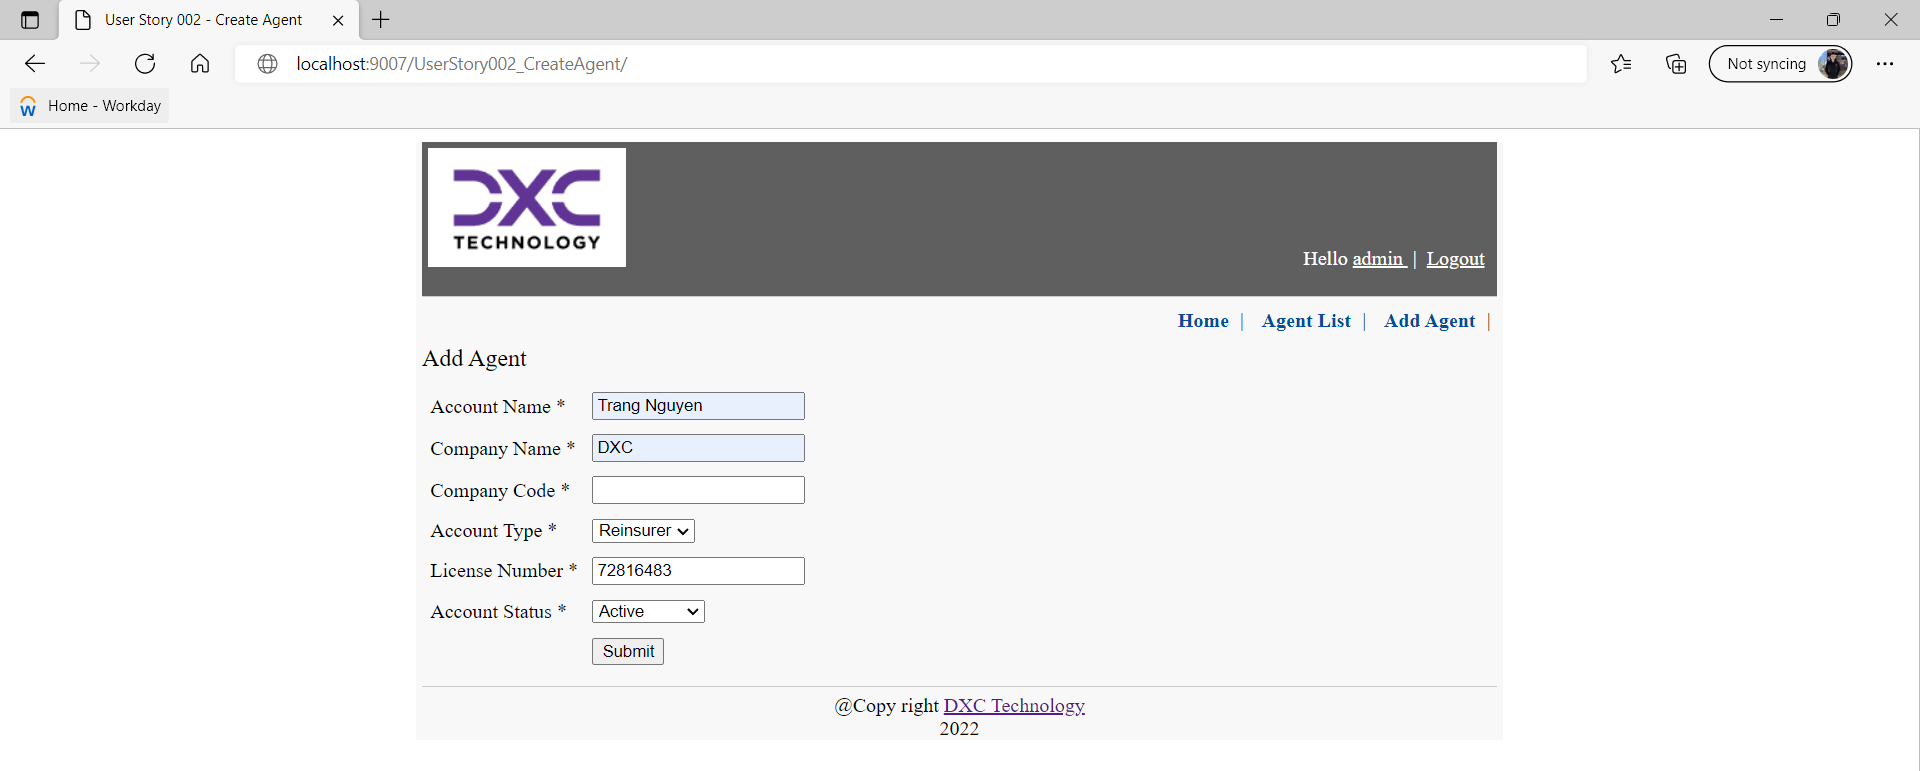 User Story 002 - Create Agent
localhost:9007/UserStory002_CreateAgent/
Not syncing
Home - Workday
DXC
TECHNOLOGY
Hello admin | Logout
Home | Agent List | Add Agent |
Add Agent
Account Name * Trang Nguyen
Company Name * DXC
Company Code *
Account Type * Reinsurer
License Number * 72816483
Account Status * Active
Submit
@Copy right DXC Technology
2022